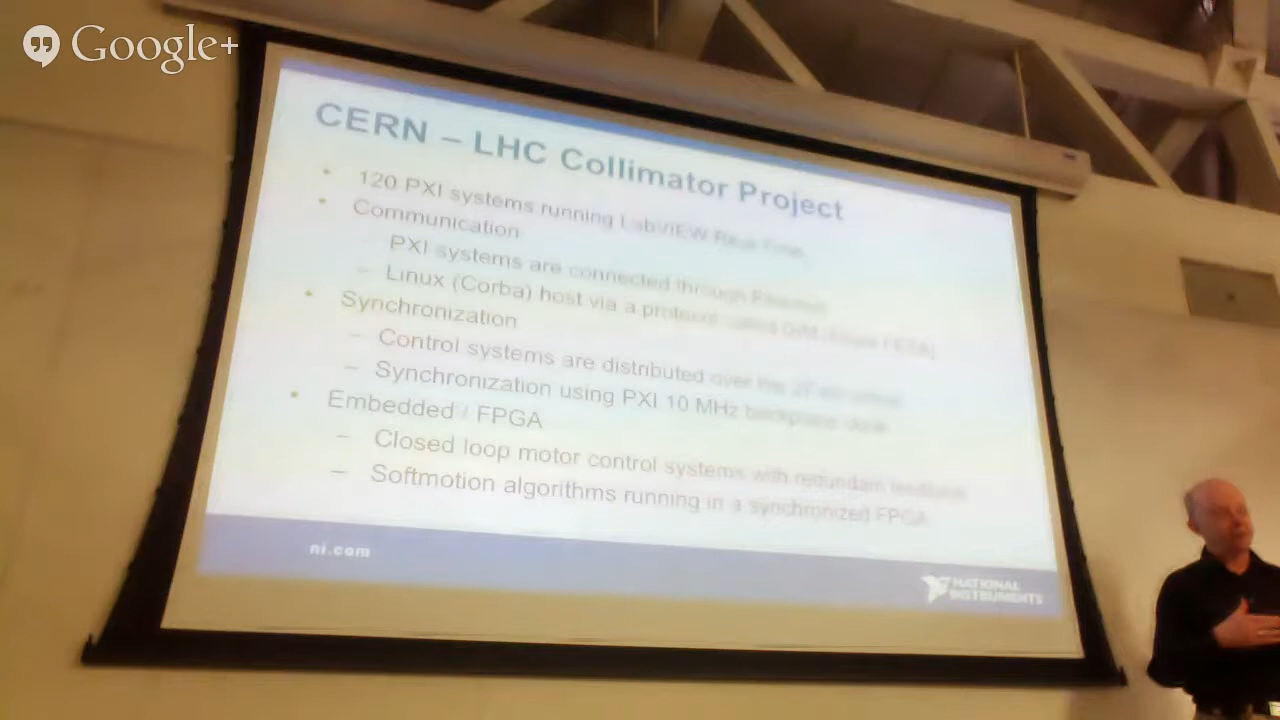 Google+
CERN – LHC Collimator Project
• 120 PXI systems running LabVIEW Real-Time
• Communication
PXI systems are connected through Ethernet
– Linux (Corba) host via a protocol called
• Synchronization
– Control systems are distributed over the
– Synchronization using PXI 10 MHz backplane clock
• Embedded / FPGA
– Closed loop motor control systems with redundant feedback
– Softmotion algorithms running in a synchronized FPGA
ni.com
NATIONAL
INSTRUMENTS